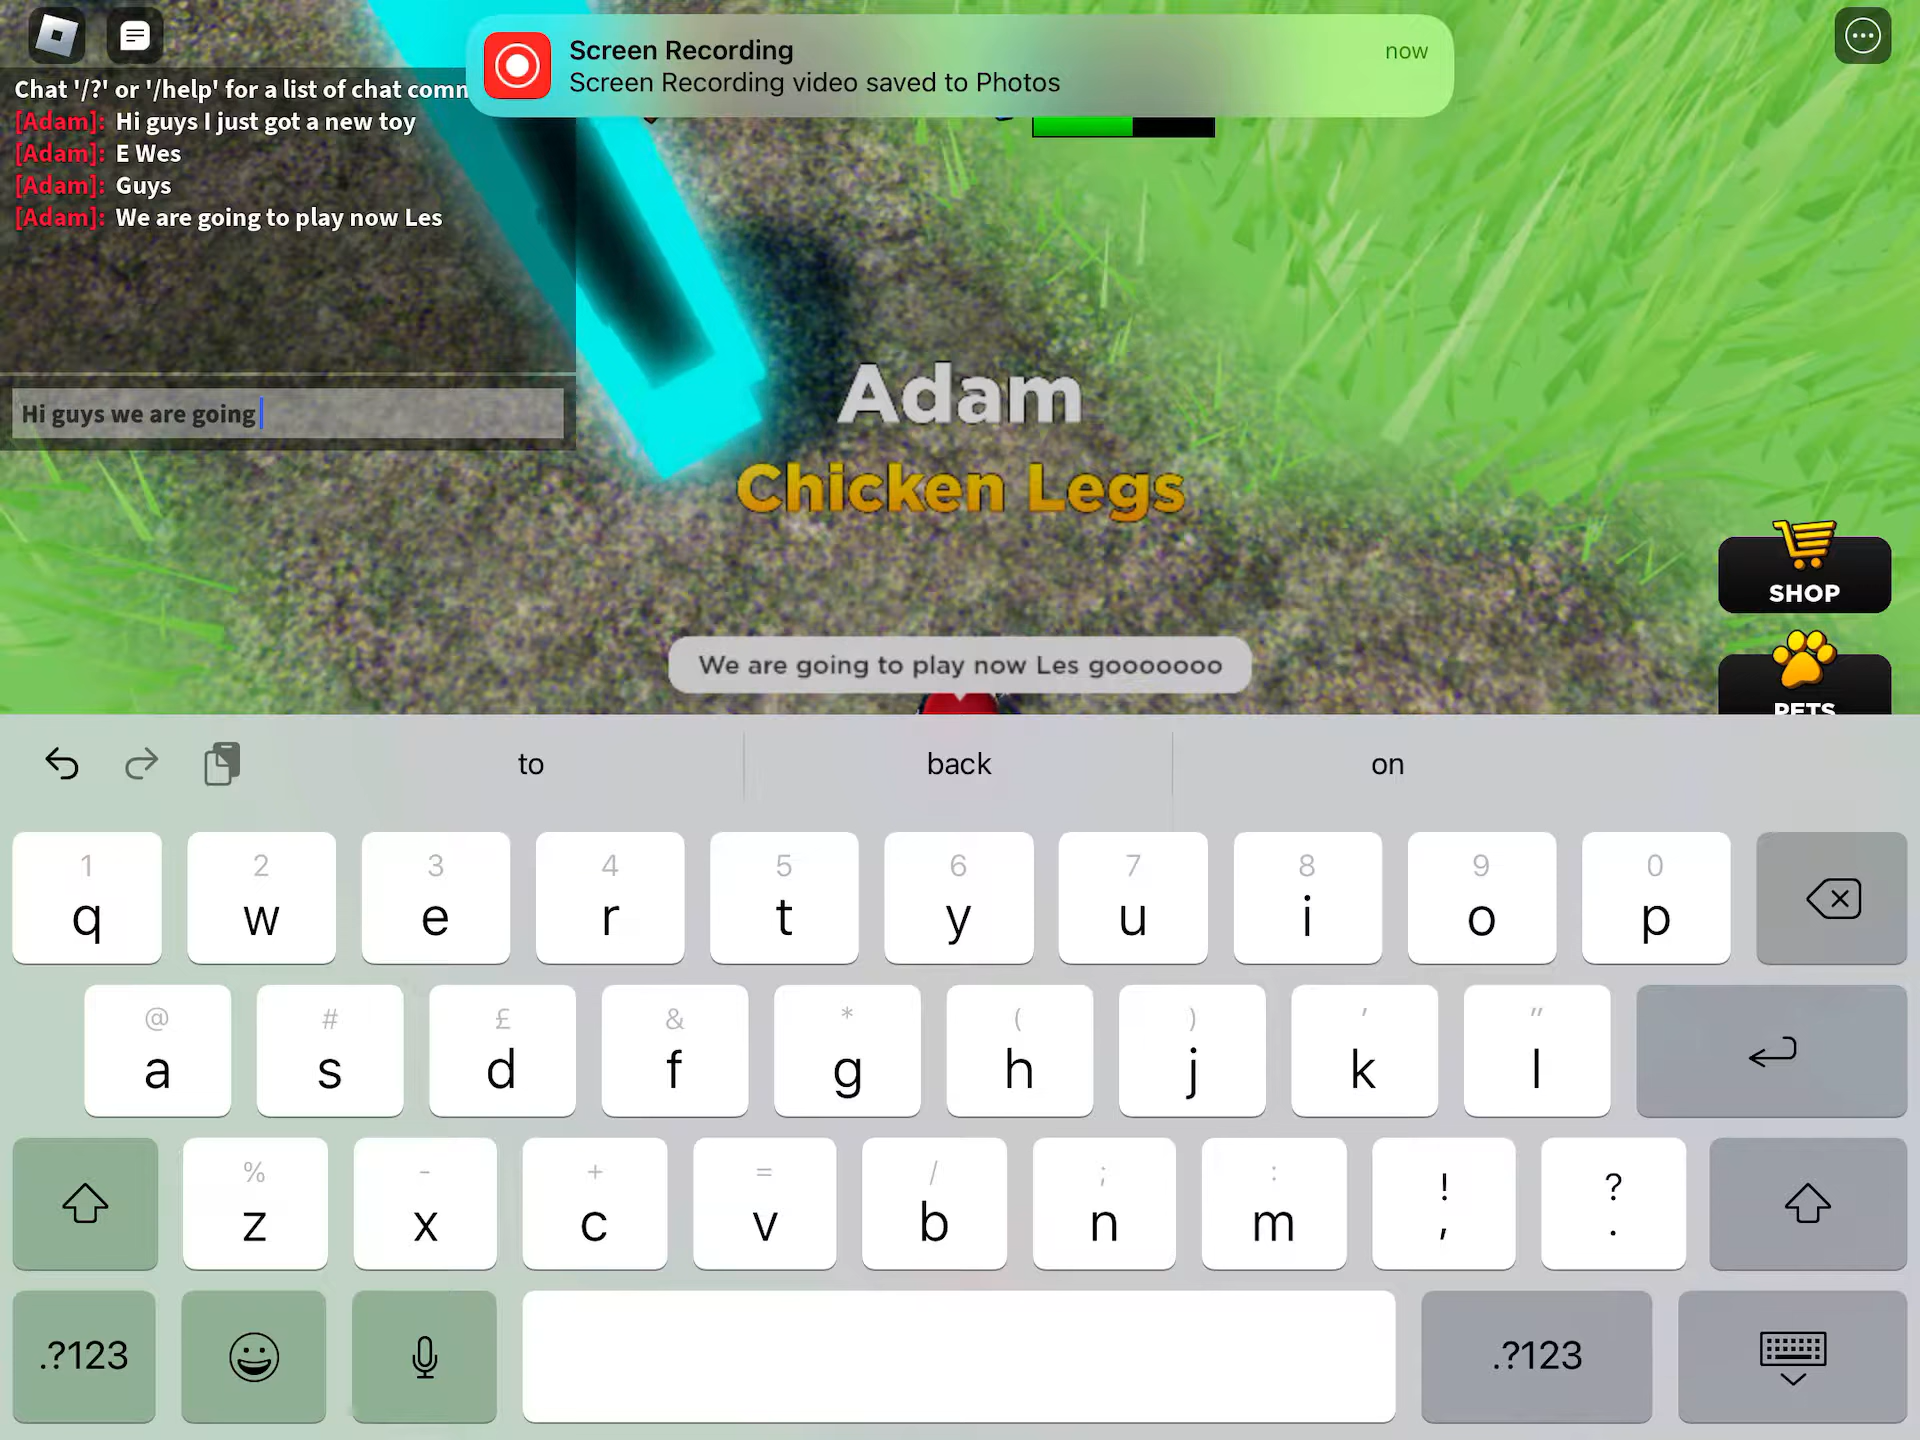 Screen Recording
now
Screen Recording video saved to Photos
Chat '/?' or '/help' for a list of chat comm
[Adam]: Hi guys I just got a new toy
[Adam]: E Wes
[Adam]: Guys
[Adam]: We are going to play now Les
Hi guys we are going
Adam
Chicken Legs
SHOP
We are going to play now Les gooooooo
PETS
to back on
1 2 3 4 5 6 7 8 9 0
q w e r t y u i o p
@ # £ & * ( ) ' "
a s d f g h j k l
% - + = / ; : ! ?
z x c v b n m , .
.?123 .?123